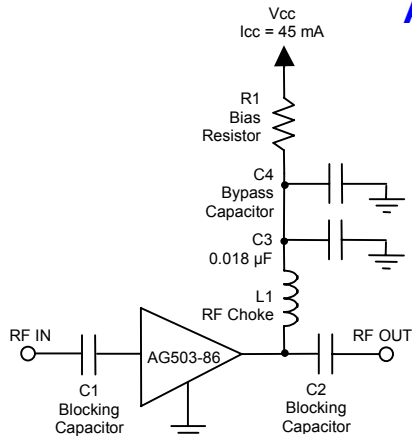 Vcc
Icc = 45 mA
R1
Bias
Resistor
C4
Bypass
Capacitor
C3
0.018 µF
L1
RF Choke
RF IN
AG503-86
RF OUT
C1
Blocking
Capacitor
C2
Blocking
Capacitor